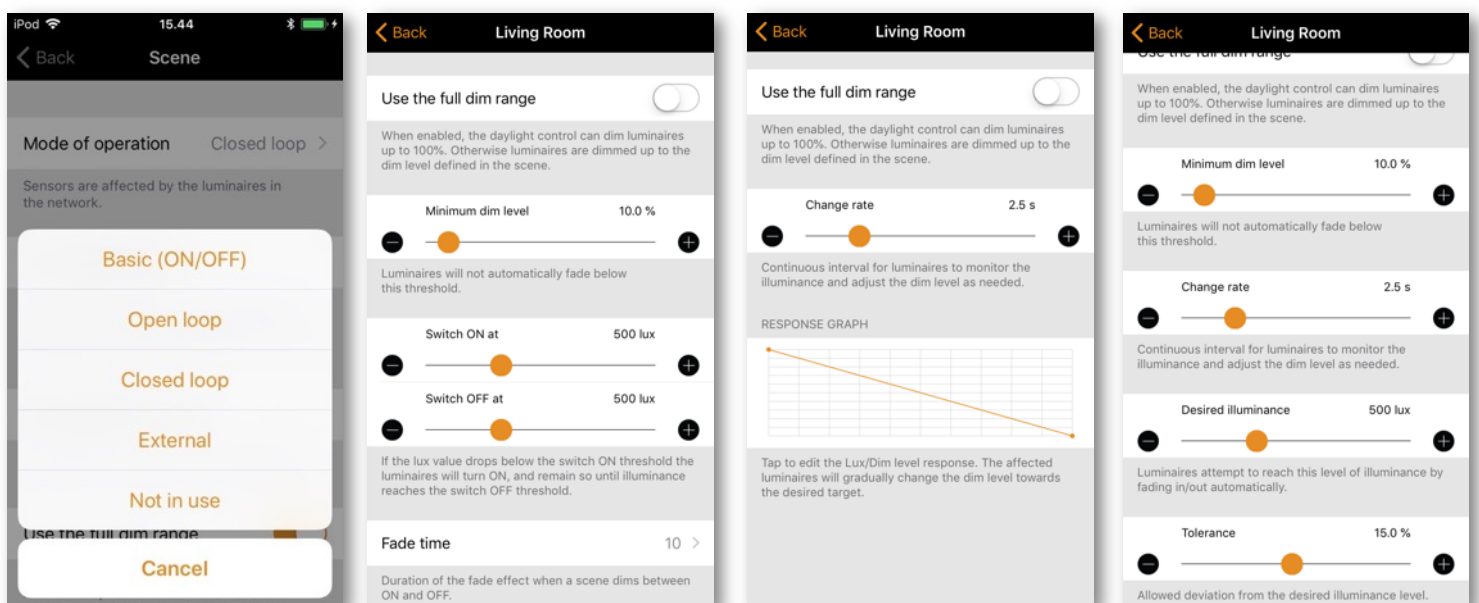 iPod
15.44
Back
Scene
Mode of operation
Closed loop
Sensors are affected by the luminaires in
the network.
Basic (ON/OFF)
Open loop
Closed loop
External
Not in use
Use the full dim range
Cancel
Back
Living Room
Use the full dim range
When enabled, the daylight control can dim luminaires
up to 100%. Otherwise luminaires are dimmed up to the
dim level defined in the scene.
Minimum dim level
10.0 %
Luminaires will not automatically fade below
this threshold.
Switch ON at
500 lux
Switch OFF at
500 lux
If the lux value drops below the switch ON threshold the
luminaires will turn ON, and remain so until illuminance
reaches the switch OFF threshold.
Fade time
10
Duration of the fade effect when a scene dims between
ON and OFF.
Back
Living Room
Use the full dim range
When enabled, the daylight control can dim luminaires
up to 100%. Otherwise luminaires are dimmed up to the
dim level defined in the scene.
Change rate
2.5 s
Continuous interval for luminaires to monitor the
illuminance and adjust the dim level as needed.
RESPONSE GRAPH
Tap to edit the Lux/Dim level response. The affected
luminaires will gradually change the dim level towards
the desired target.
Back
Living Room
Use the full dim range
When enabled, the daylight control can dim luminaires
up to 100%. Otherwise luminaires are dimmed up to the
dim level defined in the scene.
Minimum dim level
10.0 %
Luminaires will not automatically fade below
this threshold.
Change rate
2.5 s
Continuous interval for luminaires to monitor the
illuminance and adjust the dim level as needed.
Desired illuminance
500 lux
Luminaires attempt to reach this level of illuminance by
fading in/out automatically.
Tolerance
15.0 %
Allowed deviation from the desired illuminance level.